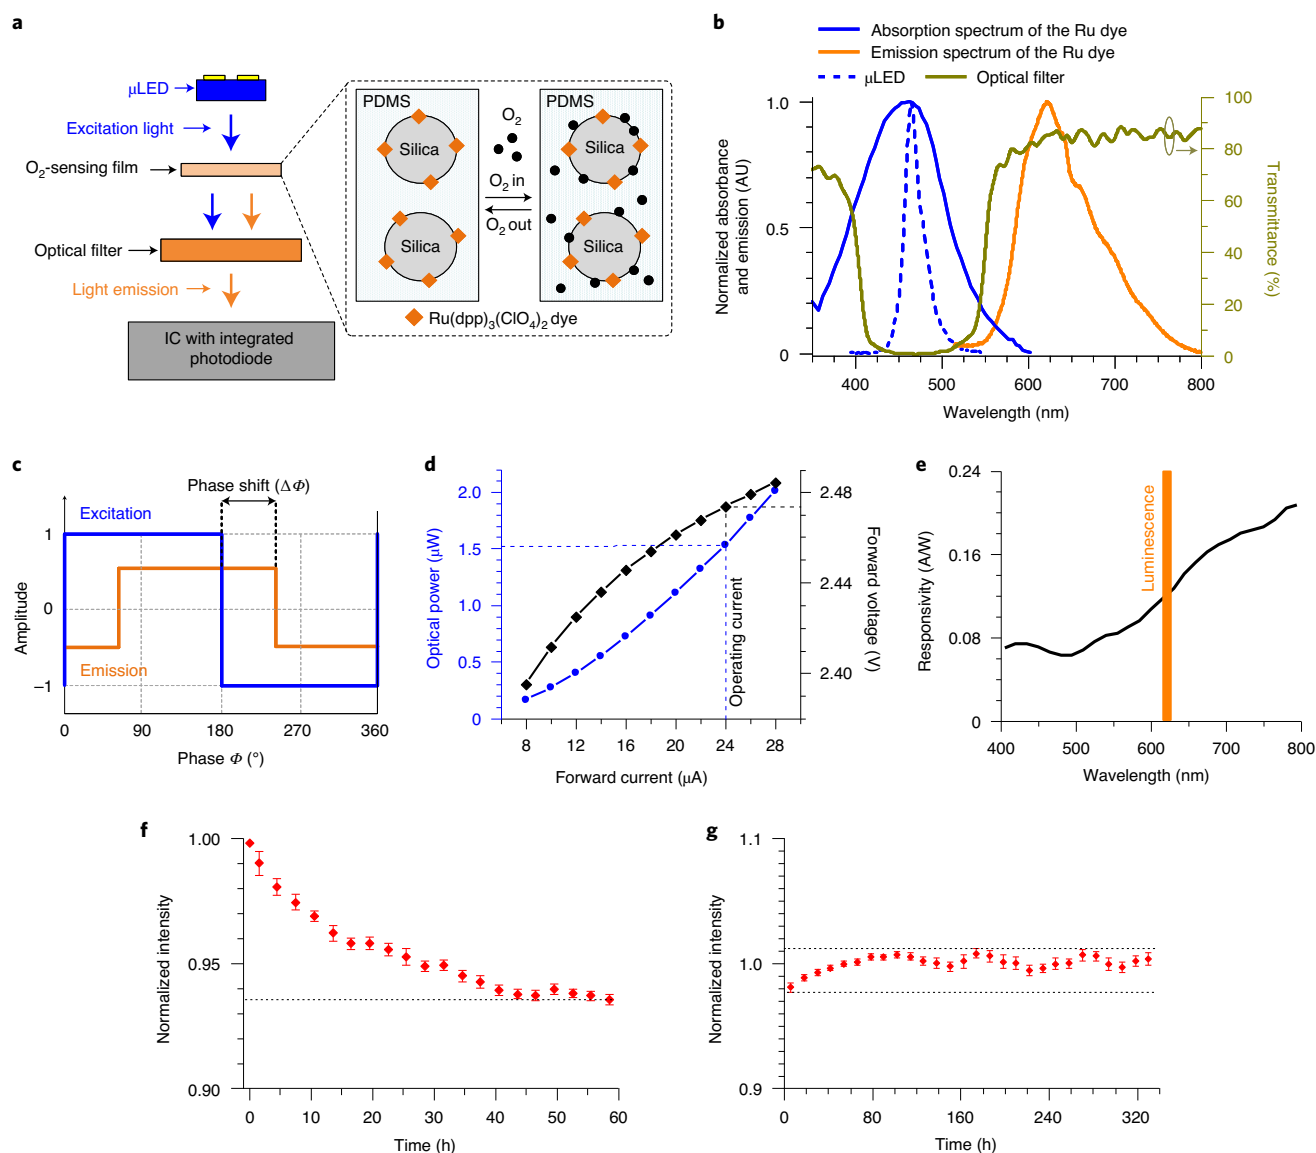 a
μLED
Excitation light
O₂-sensing film
Optical filter
Light emission
IC with integrated
photodiode
PDMS
Silica
Silica
O₂
O₂ in
O₂ out
PDMS
Silica
Silica
Ru(dpp)₃(ClO₄)₂ dye
b
Absorption spectrum of the Ru dye
Emission spectrum of the Ru dye
μLED
Optical filter
Normalized absorbance
and emission (AU)
1.0
0.5
0
100
80
60
40
20
0
Transmittance (%)
400 500 600 700 800
Wavelength (nm)
c
Phase shift (ΔΦ)
Excitation
Emission
Amplitude
1
0
–1
0 90 180 270 360
Phase Φ (°)
d
Optical power (μW)
2.0
1.5
1.0
0.5
0
Operating current
2.48
2.44
2.40
Forward voltage (V)
8 12 16 20 24 28
Forward current (μA)
e
Responsivity (A/W)
0.24
0.16
0.08
0
Luminescence
400 500 600 700 800
Wavelength (nm)
f
Normalized intensity
1.00
0.95
0.90
0 10 20 30 40 50 60
Time (h)
g
Normalized intensity
1.1
1.0
0.9
0 80 160 240 320
Time (h)